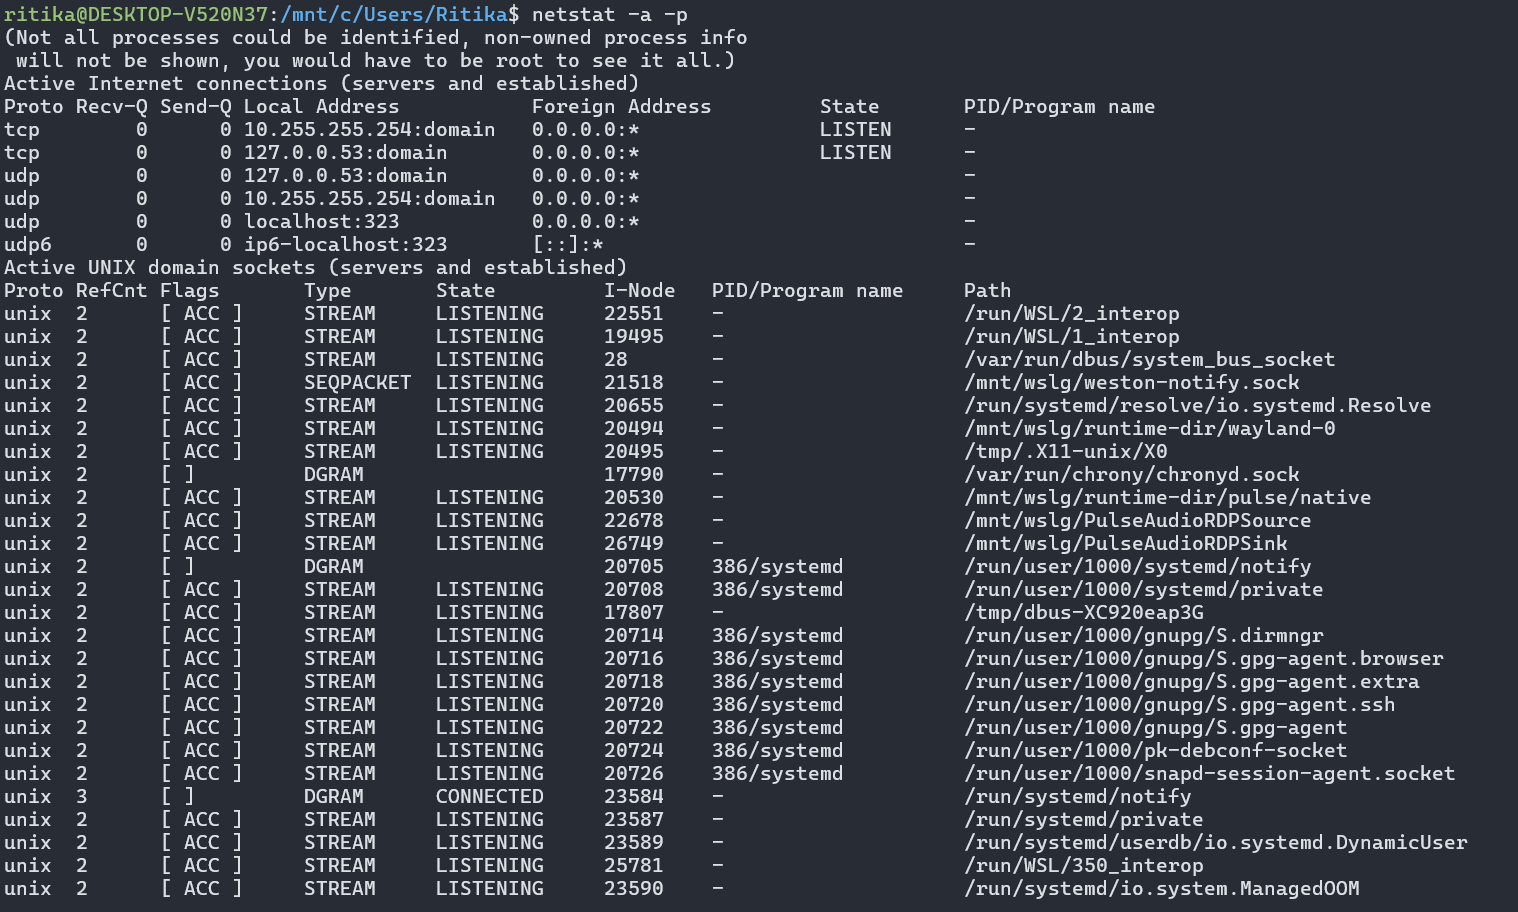 ritika@DESKTOP-V520N37:/mnt/c/Users/Ritika$ netstat -a -p
(Not all processes could be identified, non-owned process info
 will not be shown, you would have to be root to see it all.)
Active Internet connections (servers and established)
Proto Recv-Q Send-Q Local Address           Foreign Address         State       PID/Program name
tcp        0      0 10.255.255.254:domain   0.0.0.0:*               LISTEN      -
tcp        0      0 127.0.0.53:domain       0.0.0.0:*               LISTEN      -
udp        0      0 127.0.0.53:domain       0.0.0.0:*                           -
udp        0      0 10.255.255.254:domain   0.0.0.0:*                           -
udp        0      0 localhost:323           0.0.0.0:*                           -
udp6       0      0 ip6-localhost:323       [::]:*                              -
Active UNIX domain sockets (servers and established)
Proto RefCnt Flags       Type       State         I-Node   PID/Program name     Path
unix  2      [ ACC ]     STREAM     LISTENING     22551    -                    /run/WSL/2_interop
unix  2      [ ACC ]     STREAM     LISTENING     19495    -                    /run/WSL/1_interop
unix  2      [ ACC ]     STREAM     LISTENING     28       -                    /var/run/dbus/system_bus_socket
unix  2      [ ACC ]     SEQPACKET  LISTENING     21518    -                    /mnt/wslg/weston-notify.sock
unix  2      [ ACC ]     STREAM     LISTENING     20655    -                    /run/systemd/resolve/io.systemd.Resolve
unix  2      [ ACC ]     STREAM     LISTENING     20494    -                    /mnt/wslg/runtime-dir/wayland-0
unix  2      [ ACC ]     STREAM     LISTENING     20495    -                    /tmp/.X11-unix/X0
unix  2      [ ]         DGRAM                    17790    -                    /var/run/chrony/chronyd.sock
unix  2      [ ACC ]     STREAM     LISTENING     20530    -                    /mnt/wslg/runtime-dir/pulse/native
unix  2      [ ACC ]     STREAM     LISTENING     22678    -                    /mnt/wslg/PulseAudioRDPSource
unix  2      [ ACC ]     STREAM     LISTENING     26749    -                    /mnt/wslg/PulseAudioRDPSink
unix  2      [ ]         DGRAM                    20705    386/systemd          /run/user/1000/systemd/notify
unix  2      [ ACC ]     STREAM     LISTENING     20708    386/systemd          /run/user/1000/systemd/private
unix  2      [ ACC ]     STREAM     LISTENING     17807    -                    /tmp/dbus-XC920eap3G
unix  2      [ ACC ]     STREAM     LISTENING     20714    386/systemd          /run/user/1000/gnupg/S.dirmngr
unix  2      [ ACC ]     STREAM     LISTENING     20716    386/systemd          /run/user/1000/gnupg/S.gpg-agent.browser
unix  2      [ ACC ]     STREAM     LISTENING     20718    386/systemd          /run/user/1000/gnupg/S.gpg-agent.extra
unix  2      [ ACC ]     STREAM     LISTENING     20720    386/systemd          /run/user/1000/gnupg/S.gpg-agent.ssh
unix  2      [ ACC ]     STREAM     LISTENING     20722    386/systemd          /run/user/1000/gnupg/S.gpg-agent
unix  2      [ ACC ]     STREAM     LISTENING     20724    386/systemd          /run/user/1000/pk-debconf-socket
unix  2      [ ACC ]     STREAM     LISTENING     20726    386/systemd          /run/user/1000/snapd-session-agent.socket
unix  3      [ ]         DGRAM      CONNECTED     23584    -                    /run/systemd/notify
unix  2      [ ACC ]     STREAM     LISTENING     23587    -                    /run/systemd/private
unix  2      [ ACC ]     STREAM     LISTENING     23589    -                    /run/systemd/userdb/io.systemd.DynamicUser
unix  2      [ ACC ]     STREAM     LISTENING     25781    -                    /run/WSL/350_interop
unix  2      [ ACC ]     STREAM     LISTENING     23590    -                    /run/systemd/io.system.ManagedOOM